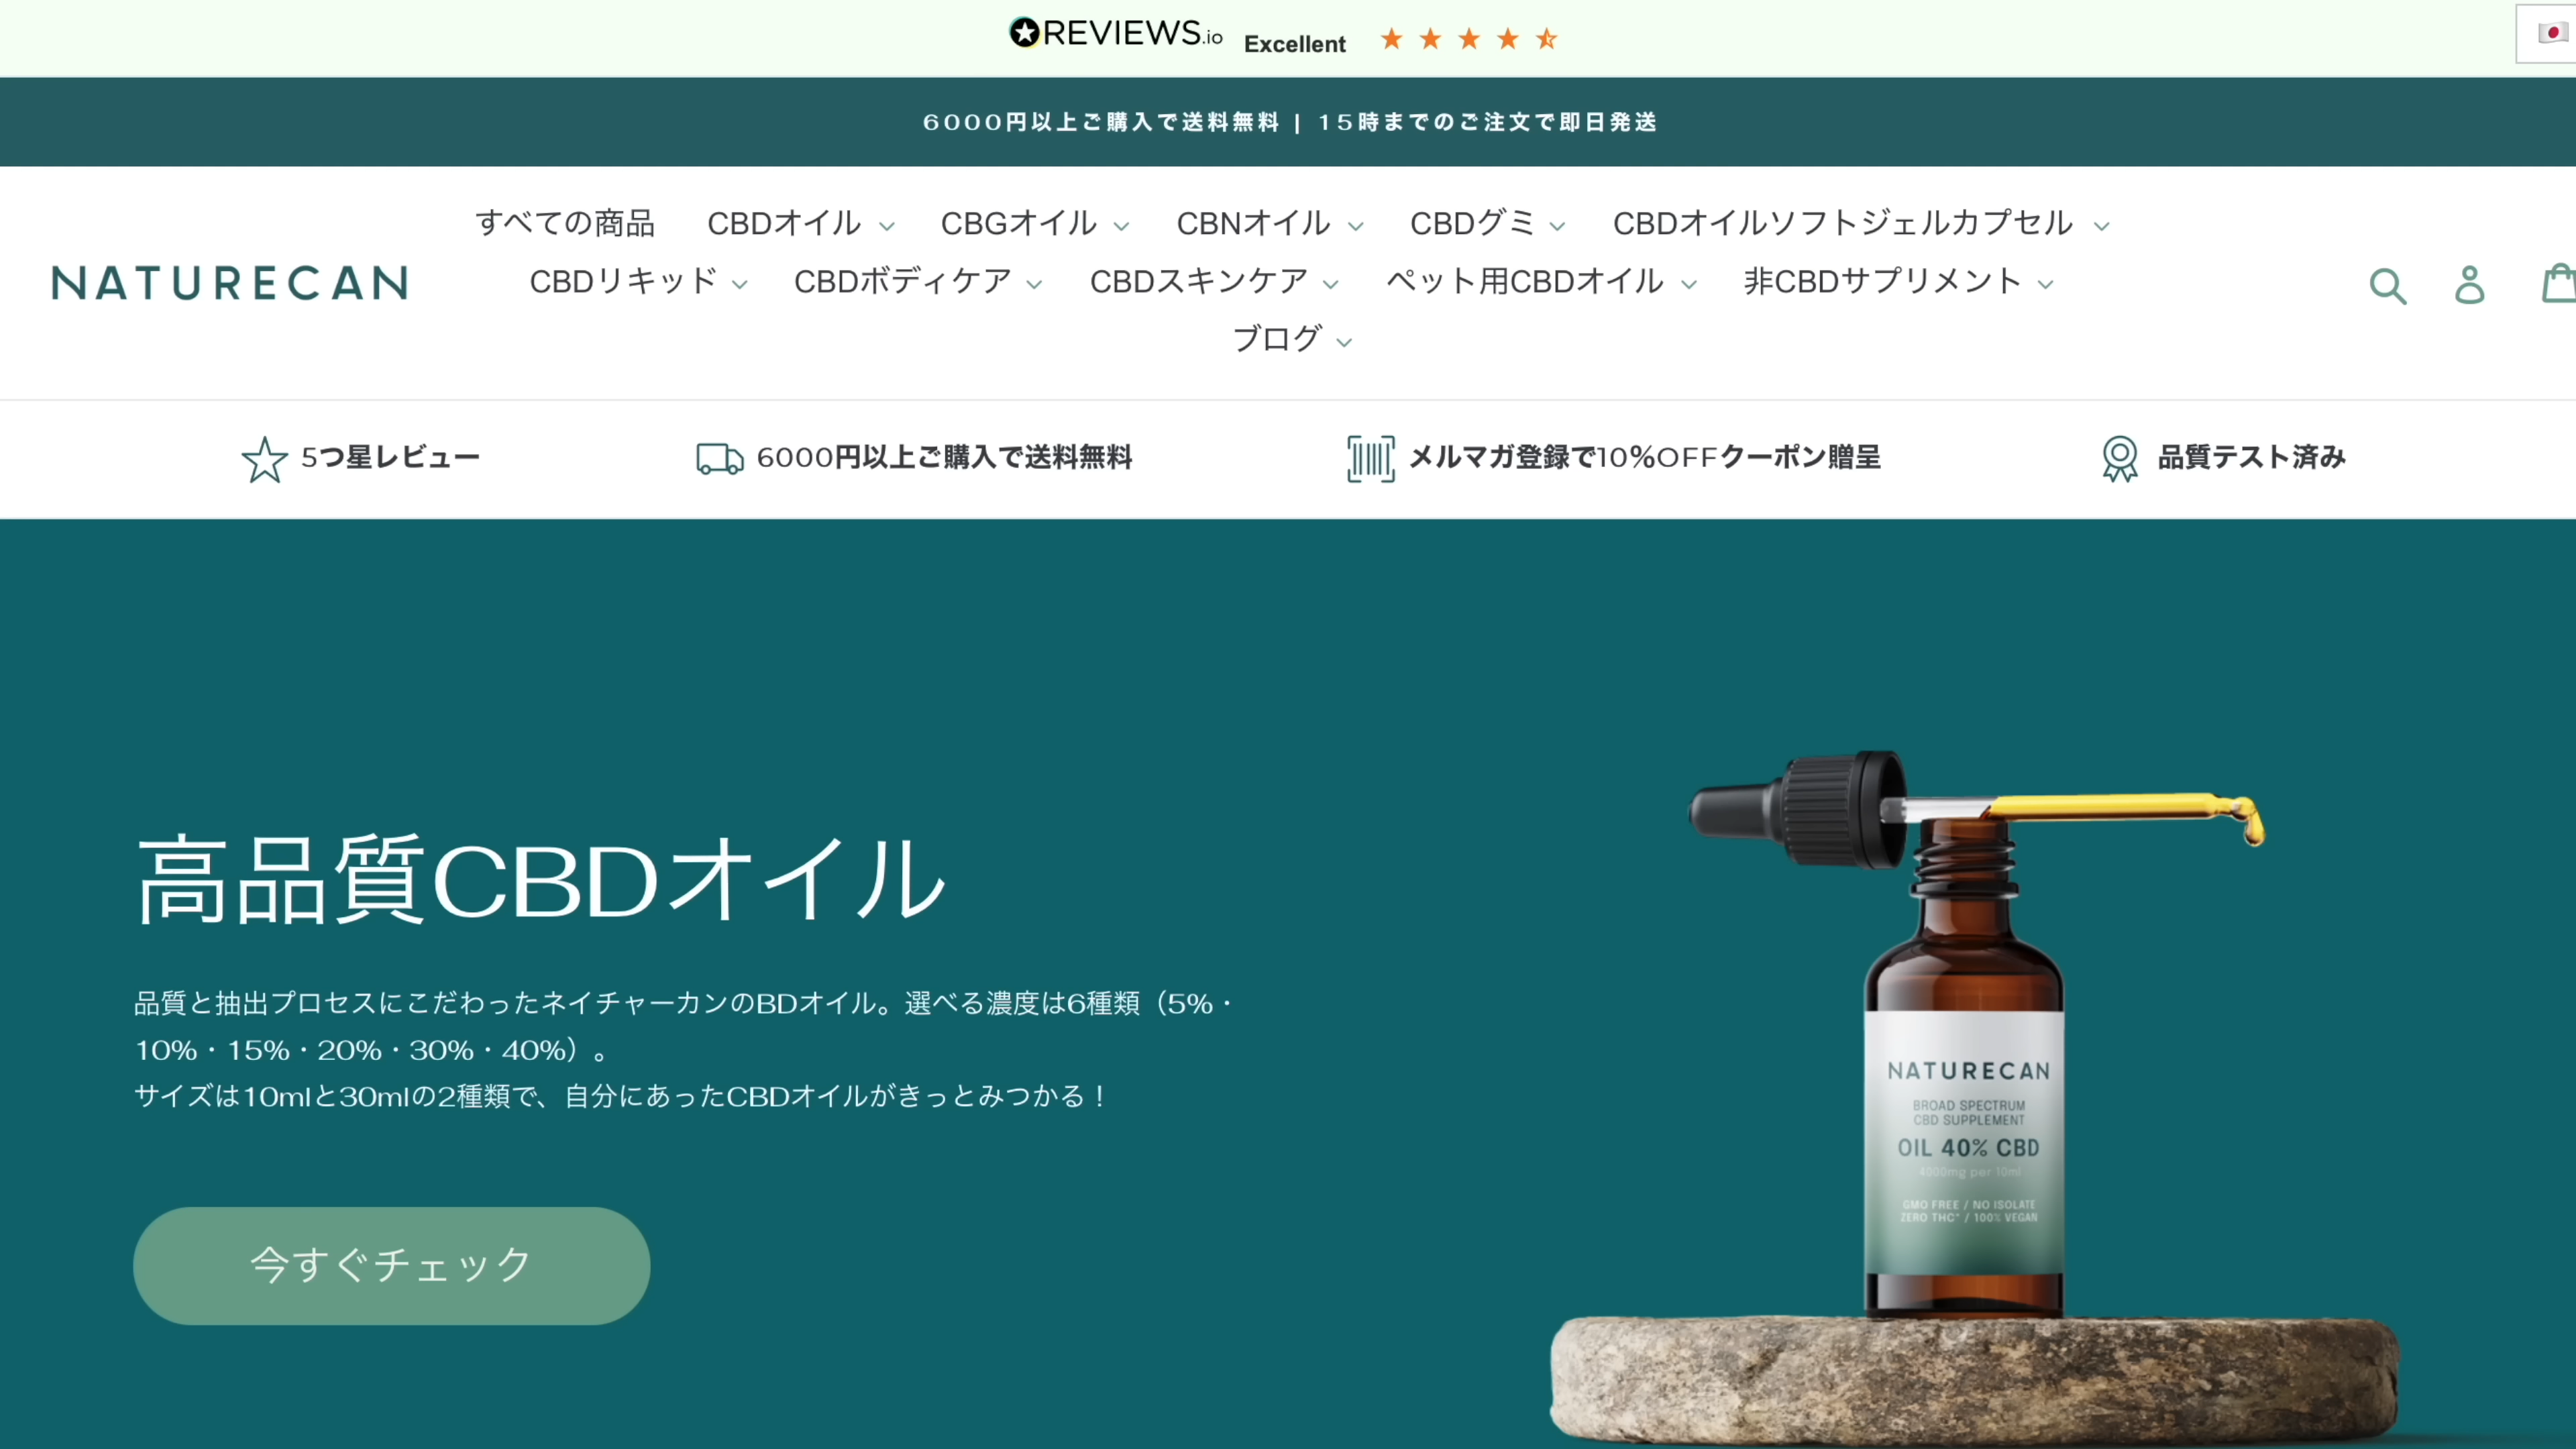 REVIEWS.io Excellent
6000円以上ご購入で送料無料 | 15時までのご注文で即日発送
NATURECAN
すべての商品 CBDオイル CBGオイル CBNオイル CBDグミ CBDオイルソフトジェルカプセル
CBDリキッド CBDボディケア CBDスキンケア ペット用CBDオイル 非CBDサプリメント
ブログ
5つ星レビュー 6000円以上ご購入で送料無料 メルマガ登録で10%OFFクーポン贈呈 品質テスト済み
高品質CBDオイル
品質と抽出プロセスにこだわったネイチャーカンのBDオイル。選べる濃度は6種類（5%・
10%・15%・20%・30%・40%）。
サイズは10mlと30mlの2種類で、自分にあったCBDオイルがきっとみつかる！
今すぐチェック
NATURECAN
BROAD SPECTRUM
CBD SUPPLEMENT
OIL 40% CBD
4000mg per 10ml
GMO FREE / NO ISOLATE
ZERO THC* / 100% VEGAN